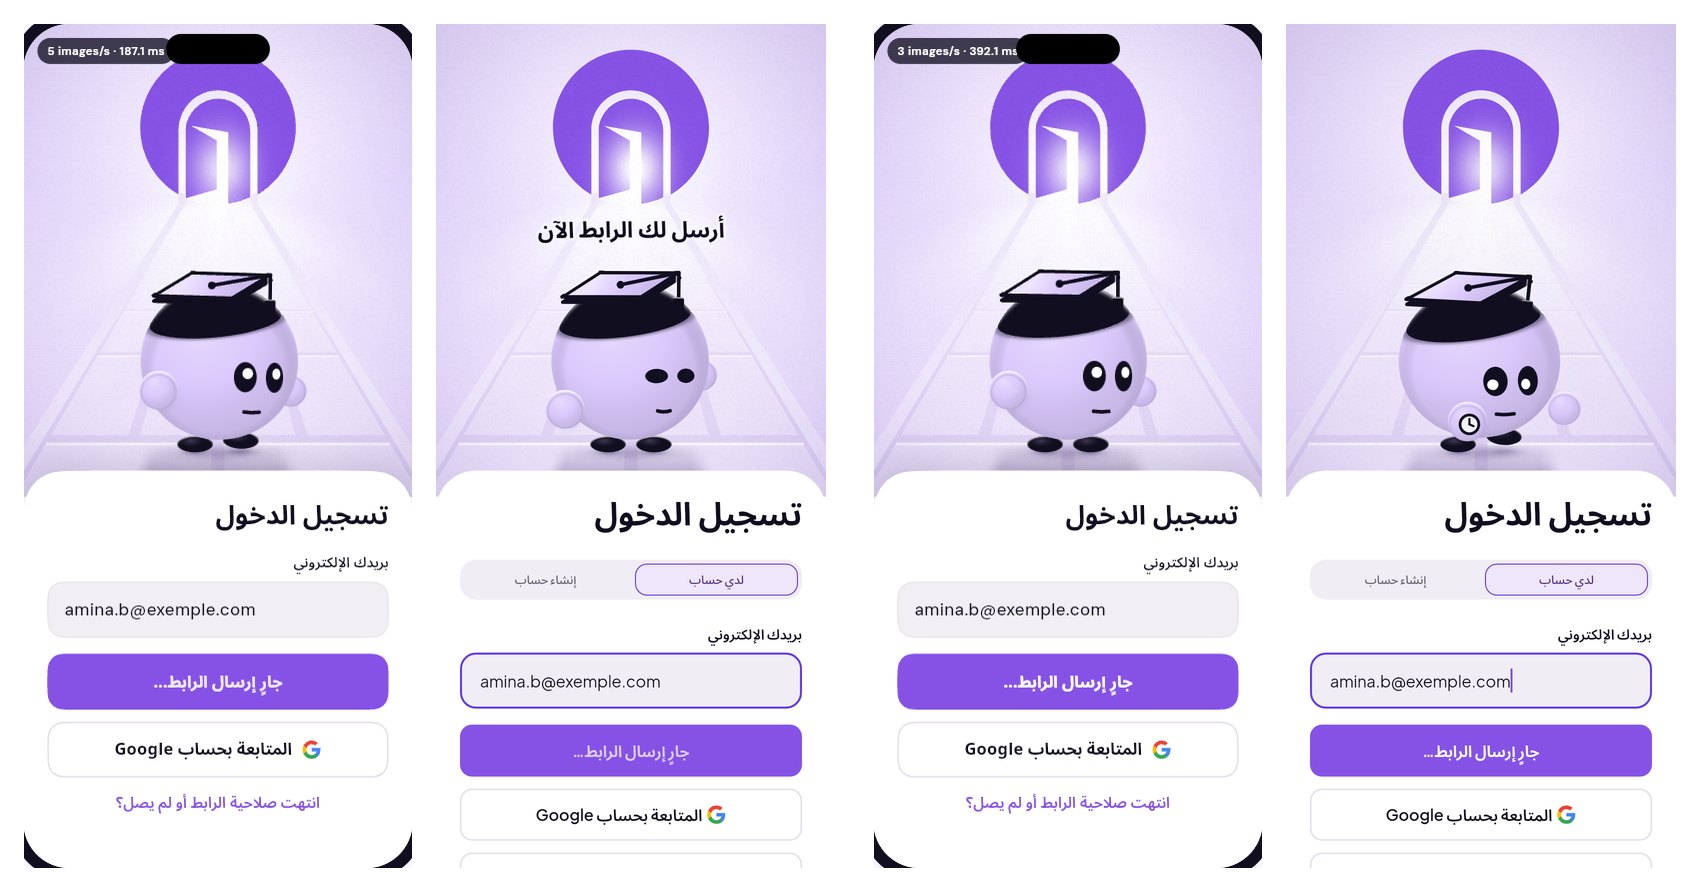 5 images/s · 187.1 ms
تسجيل الدخول
بريدك الإلكتروني
amina.b@exemple.com
جارٍ إرسال الرابط...
المتابعة بحساب Google
انتهت صلاحية الرابط أو لم يصل؟
أرسل لك الرابط الآن
تسجيل الدخول
لدي حساب
إنشاء حساب
بريدك الإلكتروني
amina.b@exemple.com
جارٍ إرسال الرابط...
المتابعة بحساب Google
3 images/s · 392.1 ms
تسجيل الدخول
بريدك الإلكتروني
amina.b@exemple.com
جارٍ إرسال الرابط...
المتابعة بحساب Google
انتهت صلاحية الرابط أو لم يصل؟
تسجيل الدخول
لدي حساب
إنشاء حساب
بريدك الإلكتروني
amina.b@exemple.com
جارٍ إرسال الرابط...
المتابعة بحساب Google